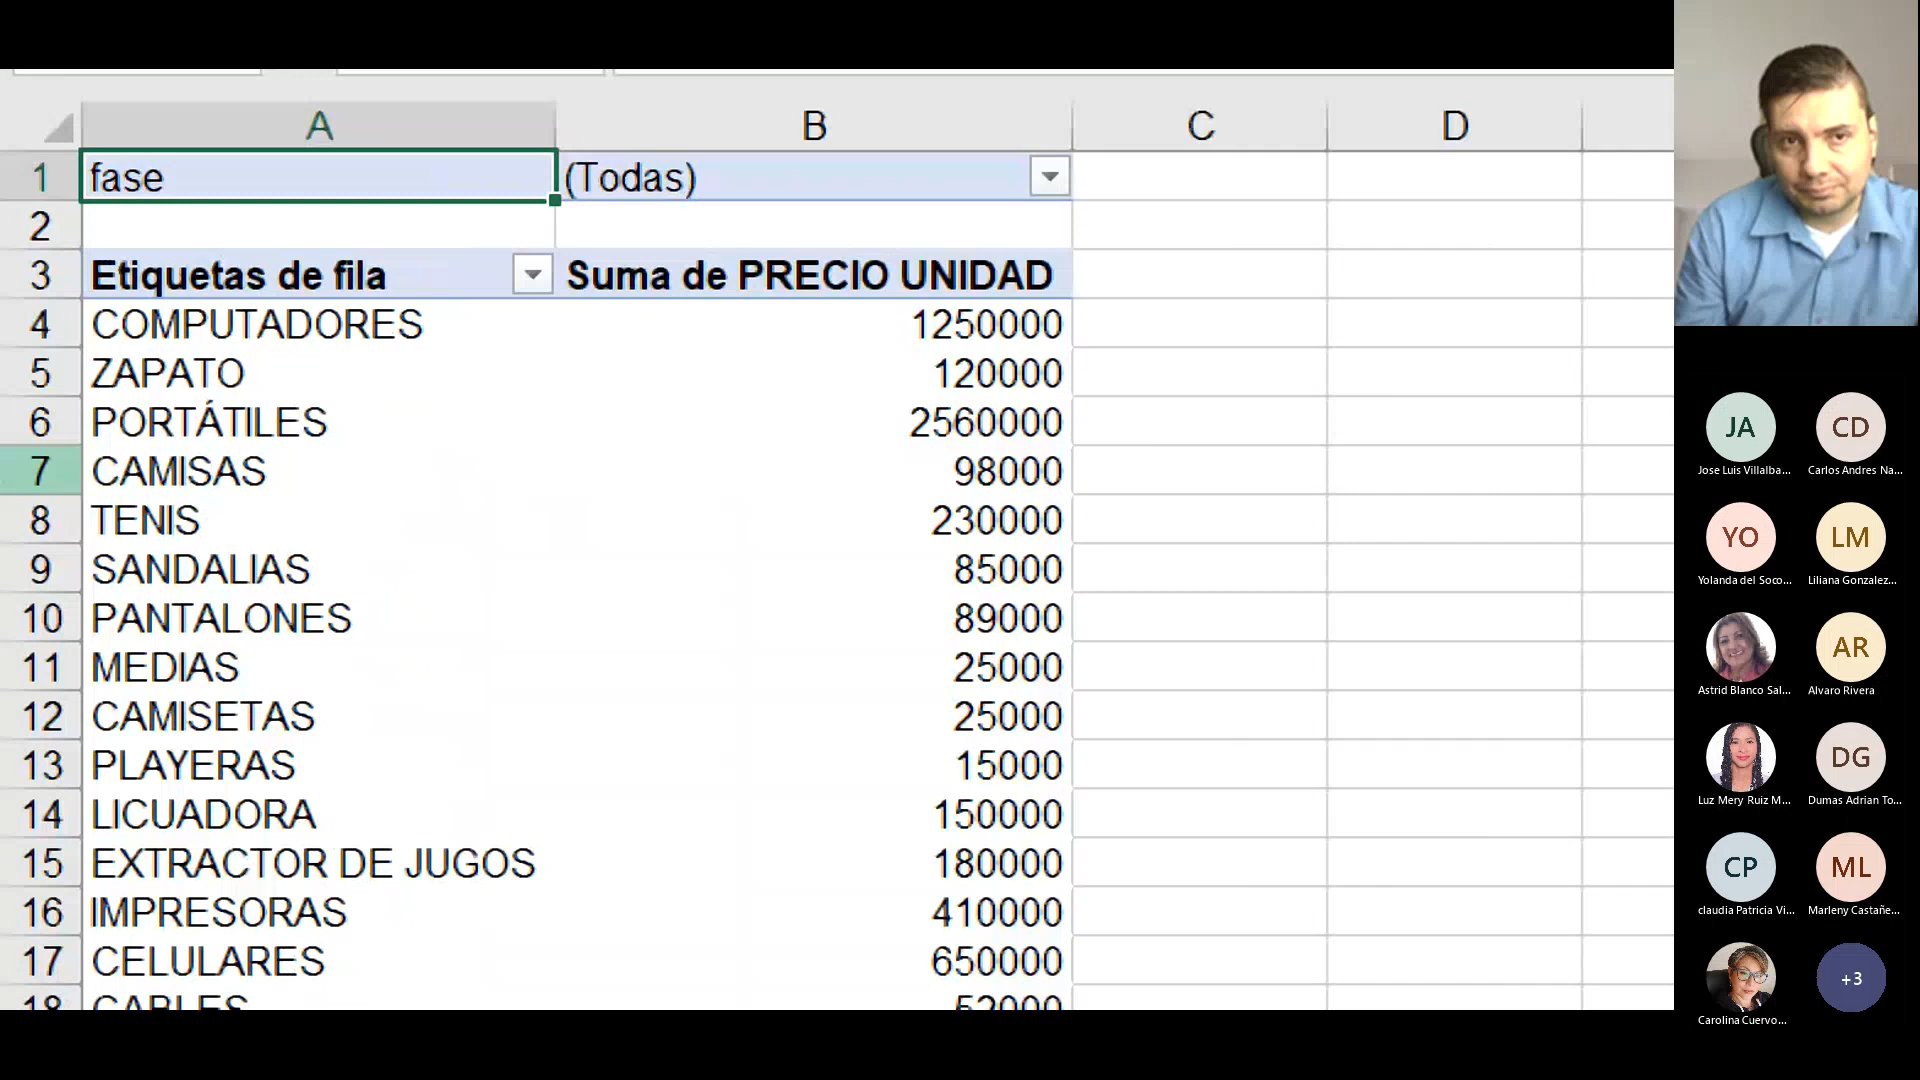 A B C D
1 fase (Todas)
2
3 Etiquetas de fila Suma de PRECIO UNIDAD
4 COMPUTADORES 1250000
5 ZAPATO 120000
6 PORTÁTILES 2560000
7 CAMISAS 98000
8 TENIS 230000
9 SANDALIAS 85000
10 PANTALONES 89000
11 MEDIAS 25000
12 CAMISETAS 25000
13 PLAYERAS 15000
14 LICUADORA 150000
15 EXTRACTOR DE JUGOS 180000
16 IMPRESORAS 410000
17 CELULARES 650000
18 CABLES 52000
JA CD
Jose Luis Villalba... Carlos Andres Na...
YO LM
Yolanda del Soco... Liliana Gonzalez...
AR
Astrid Blanco Sal... Alvaro Rivera
DG
Luz Mery Ruiz M... Dumas Adrian To...
CP ML
claudia Patricia Vi... Marleny Castañe...
+3
Carolina Cuervo...